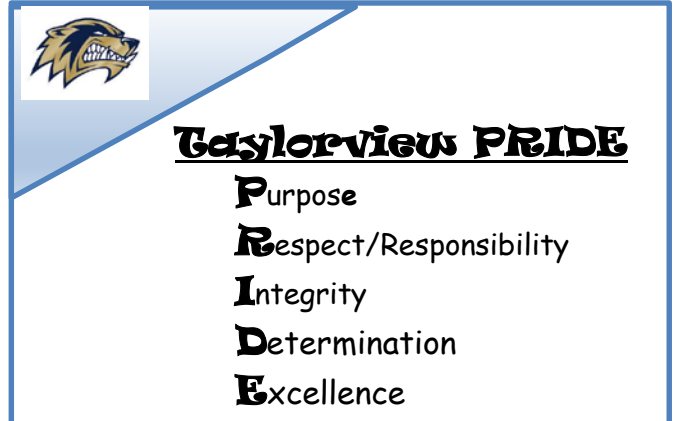 Taylorview PRIDE
Purpose
Respect/Responsibility
Integrity
Determination
Excellence